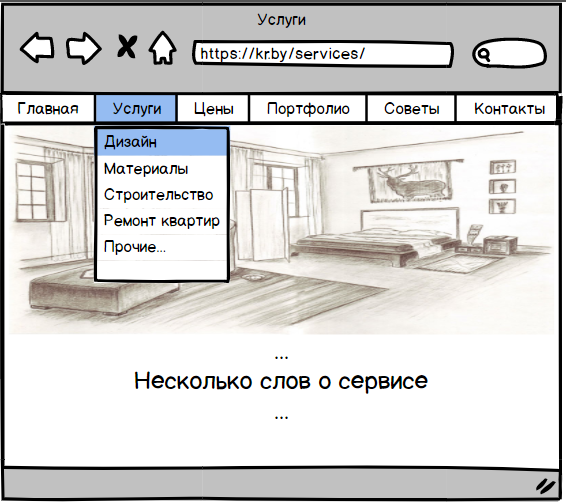 Услуги
https://kr.by/services/
Главная Услуги Цены Портфолио Советы Контакты
Дизайн
Материалы
Строительство
Ремонт квартир
Прочие...
...
Несколько слов о сервисе
...